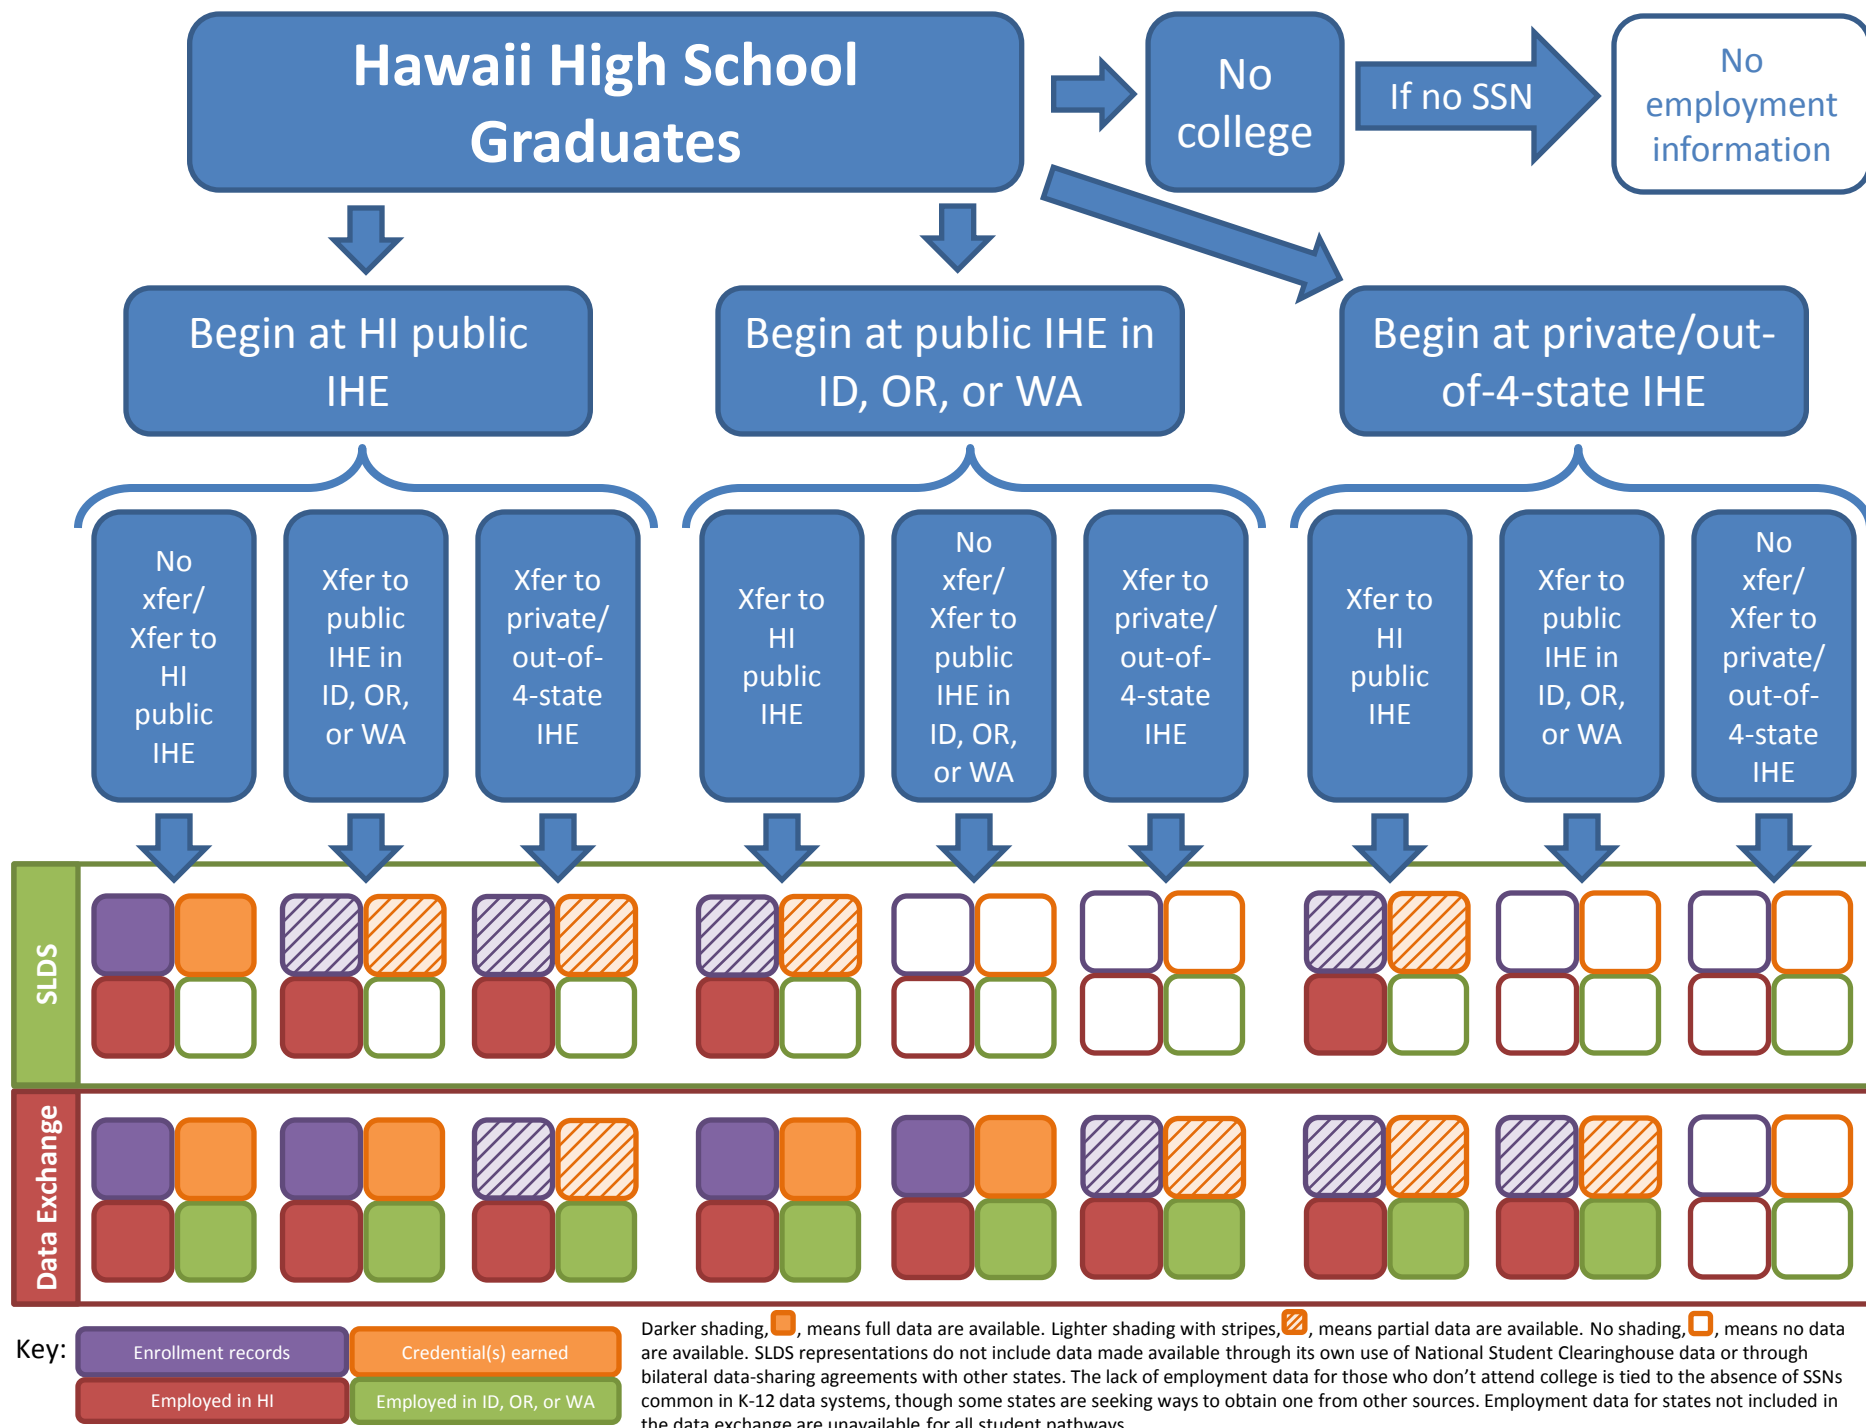 Hawaii High School
Graduates
No
college
If no SSN
No
employment
information
Begin at HI public
IHE
Begin at public IHE in
ID, OR, or WA
Begin at private/out-
of-4-state IHE
No
xfer/
Xfer to
HI
public
IHE
Xfer to
public
IHE in
ID, OR,
or WA
Xfer to
private/
out-of-
4-state
IHE
Xfer to
HI
public
IHE
No
xfer/
Xfer to
public
IHE in
ID, OR,
or WA
Xfer to
private/
out-of-
4-state
IHE
Xfer to
HI
public
IHE
Xfer to
public
IHE in
ID, OR,
or WA
No
xfer/
Xfer to
private/
out-of-
4-state
IHE
SLDS
Data Exchange
Key:
Enrollment records
Credential(s) earned
Employed in HI
Employed in ID, OR, or WA
Darker shading, , means full data are available. Lighter shading with stripes, , means partial data are available. No shading, , means no data
are available. SLDS representations do not include data made available through its own use of National Student Clearinghouse data or through
bilateral data-sharing agreements with other states. The lack of employment data for those who don't attend college is tied to the absence of SSNs
common in K-12 data systems, though some states are seeking ways to obtain one from other sources. Employment data for states not included in
the data exchange are unavailable for all student pathways.